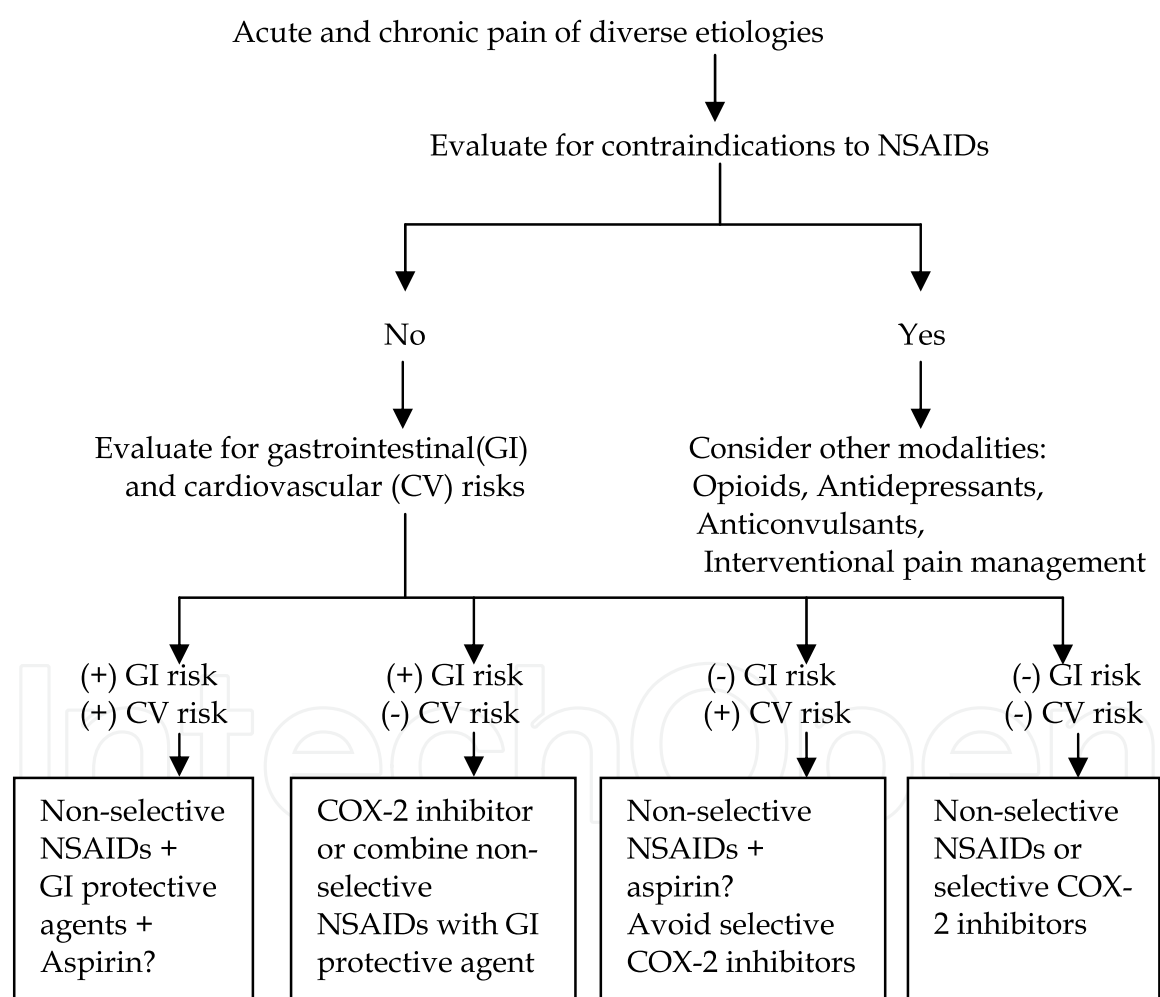 Acute and chronic pain of diverse etiologies
Evaluate for contraindications to NSAIDs
No
Yes
Evaluate for gastrointestinal(GI)
and cardiovascular (CV) risks
Consider other modalities:
Opioids, Antidepressants,
Anticonvulsants,
Interventional pain management
(+) GI risk
(+) CV risk
(+) GI risk
(-) CV risk
(-) GI risk
(+) CV risk
(-) GI risk
(-) CV risk
Non-selective
NSAIDs +
GI protective
agents +
Aspirin?
COX-2 inhibitor
or combine non-
selective
NSAIDs with GI
protective agent
Non-selective
NSAIDs +
aspirin?
Avoid selective
COX-2 inhibitors
Non-selective
NSAIDs or
selective COX-
2 inhibitors
IntechOpen